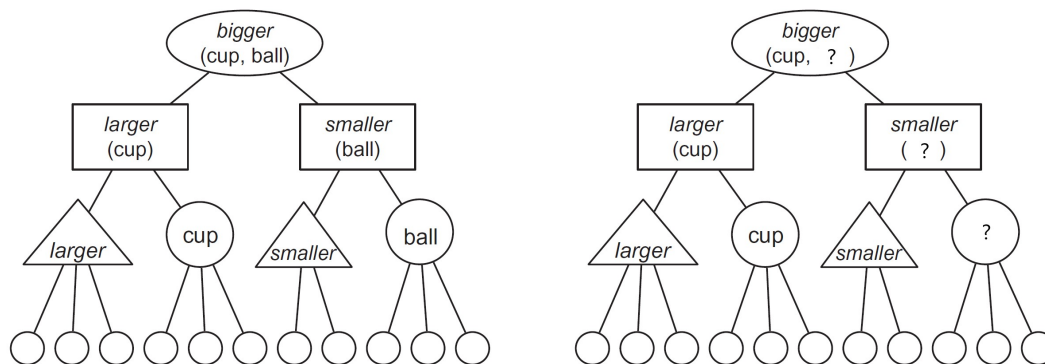 bigger
(cup, ball)
larger
(cup)
smaller
(ball)
larger
cup
smaller
ball
bigger
(cup, ? )
larger
(cup)
smaller
( ? )
larger
cup
smaller
?